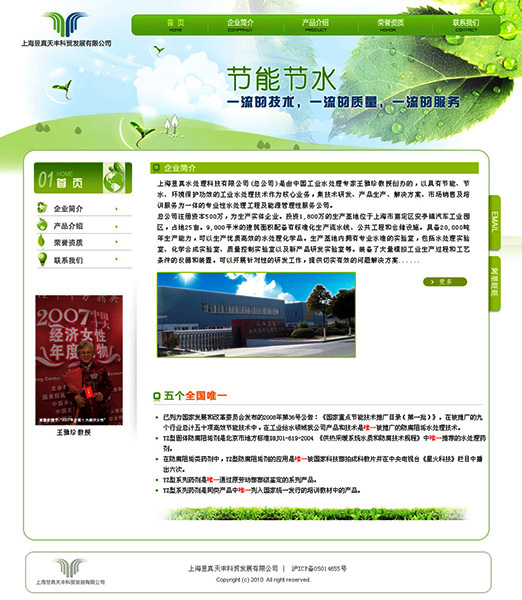 上海昱真天丰科贸发展有限公司
首 页
HOME
企业简介
COMPANUY
产品介绍
PRODUCT
荣誉资质
HONOR
联系我们
CONTACT
节能节水
一流的技术，一流的质量，一流的服务
01 HOME
首 页
企业简介
产品介绍
荣誉资质
联系我们
2007中国十大
经济女性
年度人物
王雅珍 教授
企业简介
上海昱真水处理科技有限公司(总公司)是由中国工业水处理专家王雅珍教授创办的，以具有节能、节
水、环境保护功效的工业水处理技术作为核心业务，集技术研发、产品生产、解决方案、市场销售及培
训服务为一体的专业性水处理工程及能源管理性服务公司。
总公司注册资本500万，为生产实体企业。投资1,800万的生产基地位于上海市嘉定区安亭镇汽车工业园
区，占地25亩。9,000平米的建筑面积配备有标准化生产流水线、公共工程和仓储设施。具备20,000吨
年生产能力，可以生产优质高效的水处理化学品。生产基地内拥有专业水准的实验室，包括水处理实验
室、化学合成实验室、质量控制实验室以及新产品研发实验室等。装备了大量模拟工业生产过程和工艺
条件的仪器和装置。可以开展针对性的研发工作，提供切实有效的问题解决方案......
更多
EMAIL
阿里旺旺
五个全国唯一
已列为国家发展和改革委员会发布的2008年第36号公告：《国家重点节能技术推广目录（第一批）》。在被推广的九
个行业总计五十项高效节能技术中，在工业给水领域我公司产品和技术是唯一被推广的防腐阻垢水处理技术。
YZ型固体防腐阻垢剂是北京市地方标准DBJ01-619-2004 《供热采暖系统水质和防腐技术规程》中唯一推荐的水处理药
剂。
在防腐阻垢类药剂中，YZ型防腐阻垢剂的应用是唯一被国家科技部拍成科教片并在中央电视台《星火科技》栏目中播
出六次。
YZ型系列药剂是唯一通过原劳动部部级鉴定的系列产品。
YZ型系列药剂是同类产品中唯一列入国家统一发行的培训教材中的产品。
上海昱真天丰科贸发展有限公司
上海昱真天丰科贸发展有限公司 | 沪ICP备05014655号
Copyright (c) 2010 All right reserved.